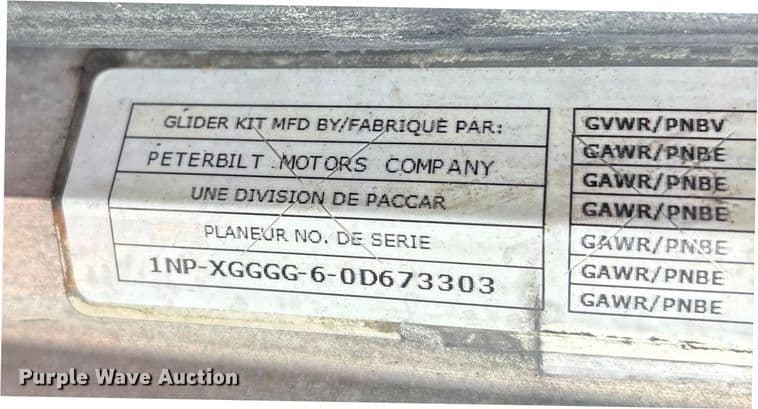 GLIDER KIT MFD BY/FABRIQUE PAR:
PETERBILT MOTORS COMPANY
UNE DIVISION DE PACCAR
PLANEUR NO. DE SERIE
1NP-XGGGG-6-0D673303
GVWR/PNBV
GAWR/PNBE
GAWR/PNBE
GAWR/PNBE
GAWR/PNBE
GAWR/PNBE
GAWR/PNBE
Purple Wave Auction